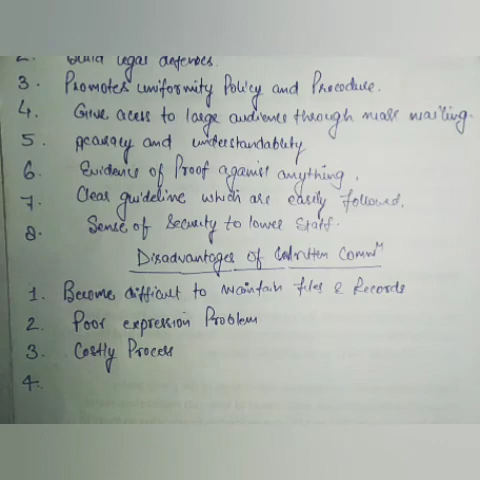 2. Build legal defences.
3. Promotes uniformity Policy and Procedure.
4. Give acess to large audience through mass mailing.
5. Acuracy and understandability
6. Evidence of Proof against anything.
7. Clear guideline which are easily followed.
8. Sense of Security to lower Staff.
Disadvantages of Written Commⁿ
1. Become difficult to maintain files & Records
2. Poor expression Problem
3. Costly Process
4.